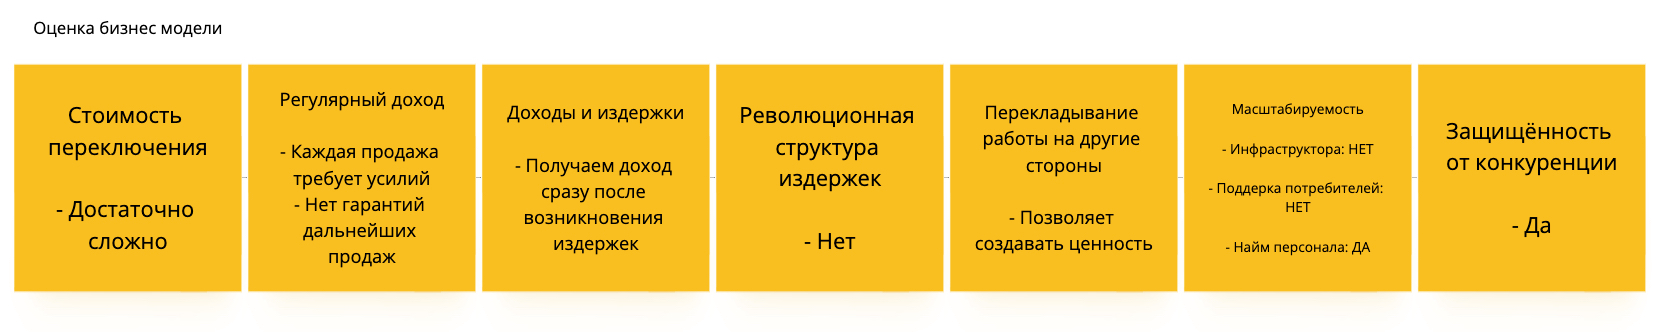 Оценка бизнес модели
Стоимость
переключения
- Достаточно
сложно
Регулярный доход
- Каждая продажа
требует усилий
- Нет гарантий
дальнейших
продаж
Доходы и издержки
- Получаем доход
сразу после
возникновения
издержек
Революционная
структура
издержек
- Нет
Перекладывание
работы на другие
стороны
- Позволяет
создавать ценность
Масштабируемость
- Инфраструктора: НЕТ
- Поддерка потребителей:
НЕТ
- Найм персонала: ДА
Защищённость
от конкуренции
- Да